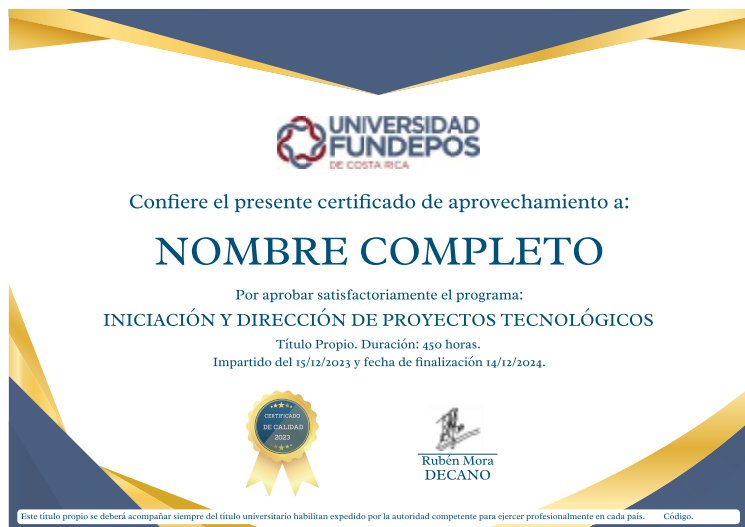 UNIVERSIDAD
FUNDEPOS
DE COSTA RICA
Confiere el presente certificado de aprovechamiento a:
NOMBRE COMPLETO
Por aprobar satisfactoriamente el programa:
INICIACIÓN Y DIRECCIÓN DE PROYECTOS TECNOLÓGICOS
Título Propio. Duración: 450 horas.
Impartido del 15/12/2023 y fecha de finalización 14/12/2024.
CERTIFICADO
DE CALIDAD
2023
Rubén Mora
DECANO
Este título propio se deberá acompañar siempre del título universitario habilitan expedido por la autoridad competente para ejercer profesionalmente en cada país. Código.